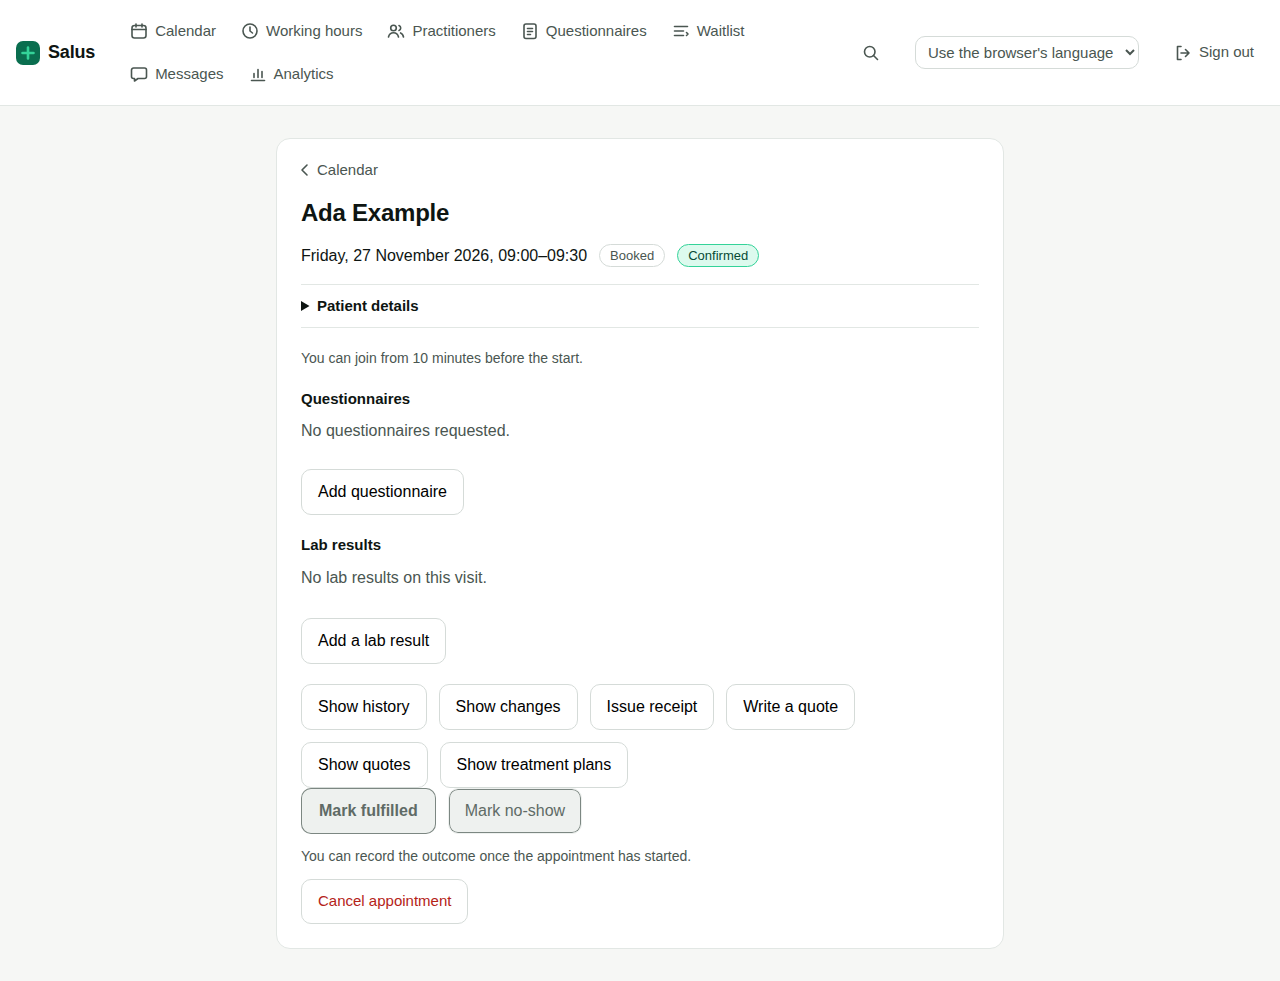 Salus
Calendar
Working hours
Practitioners
Questionnaires
Waitlist
Messages
Analytics
Use the browser's language
Sign out
Calendar
Ada Example
Friday, 27 November 2026, 09:00–09:30
Booked
Confirmed
Patient details
You can join from 10 minutes before the start.
Questionnaires
No questionnaires requested.
Add questionnaire
Lab results
No lab results on this visit.
Add a lab result
Show history
Show changes
Issue receipt
Write a quote
Show quotes
Show treatment plans
Mark fulfilled
Mark no-show
You can record the outcome once the appointment has started.
Cancel appointment